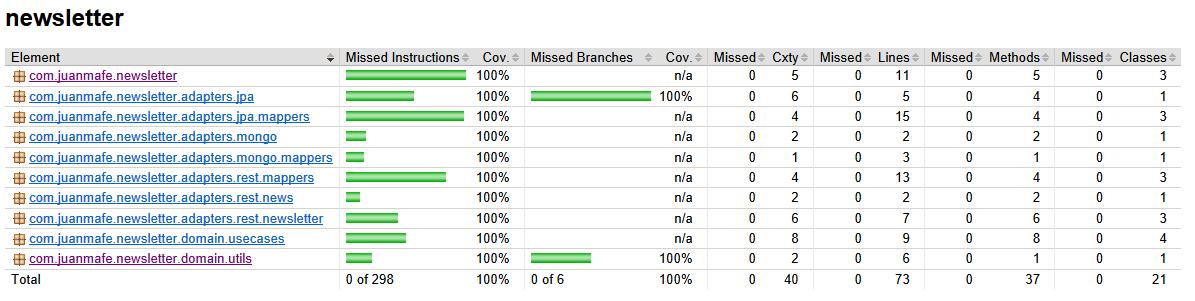 newsletter
Element Missed Instructions Cov. Missed Branches Cov. Missed Cxty Missed Lines Missed Methods Missed Classes
com.juanmafe.newsletter 100% n/a 0 5 0 11 0 5 0 3
com.juanmafe.newsletter.adapters.jpa 100% 100% 0 6 0 5 0 4 0 1
com.juanmafe.newsletter.adapters.jpa.mappers 100% n/a 0 4 0 15 0 4 0 3
com.juanmafe.newsletter.adapters.mongo 100% n/a 0 2 0 2 0 2 0 1
com.juanmafe.newsletter.adapters.mongo.mappers 100% n/a 0 1 0 3 0 1 0 1
com.juanmafe.newsletter.adapters.rest.mappers 100% n/a 0 4 0 13 0 4 0 3
com.juanmafe.newsletter.adapters.rest.news 100% n/a 0 2 0 2 0 2 0 1
com.juanmafe.newsletter.adapters.rest.newsletter 100% n/a 0 6 0 7 0 6 0 3
com.juanmafe.newsletter.domain.usecases 100% n/a 0 8 0 9 0 8 0 4
com.juanmafe.newsletter.domain.utils 100% 100% 0 2 0 6 0 1 0 1
Total 0 of 298 100% 0 of 6 100% 0 40 0 73 0 37 0 21